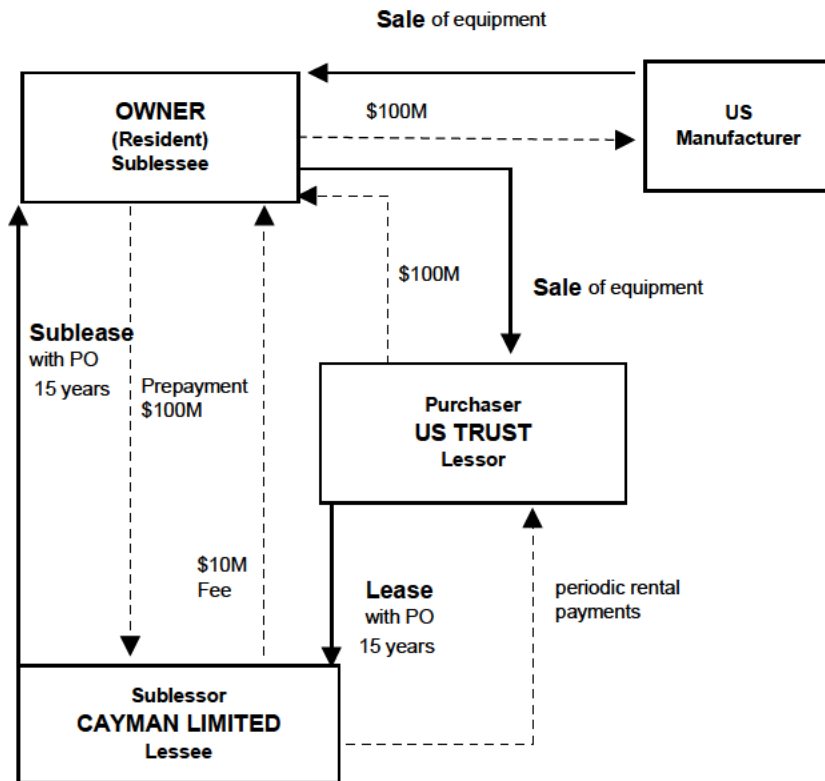 Sale of equipment
OWNER
(Resident)
Sublessee
$100M
US
Manufacturer
$100M
Sale of equipment
Sublease
with PO
15 years
Prepayment
$100M
Purchaser
US TRUST
Lessor
$10M
Fee
Lease
with PO
15 years
periodic rental
payments
Sublessor
CAYMAN LIMITED
Lessee